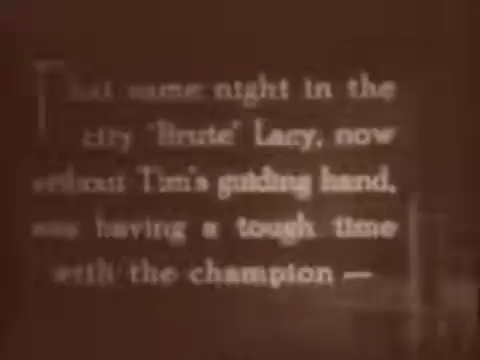 That same night in the
city "Brute" Lacy, now
without Tim's guiding hand,
was having a tough time
with the champion —